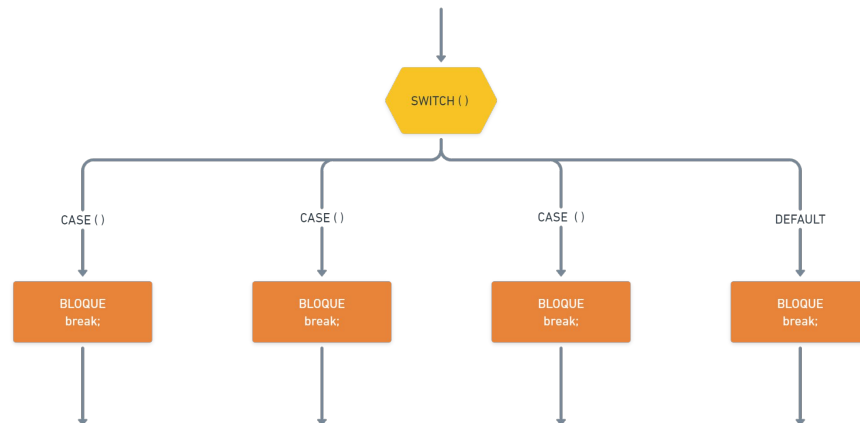 SWITCH ( )
CASE ( )
CASE ( )
CASE  ( )
DEFAULT
BLOQUE
break;
BLOQUE
break;
BLOQUE
break;
BLOQUE
break;